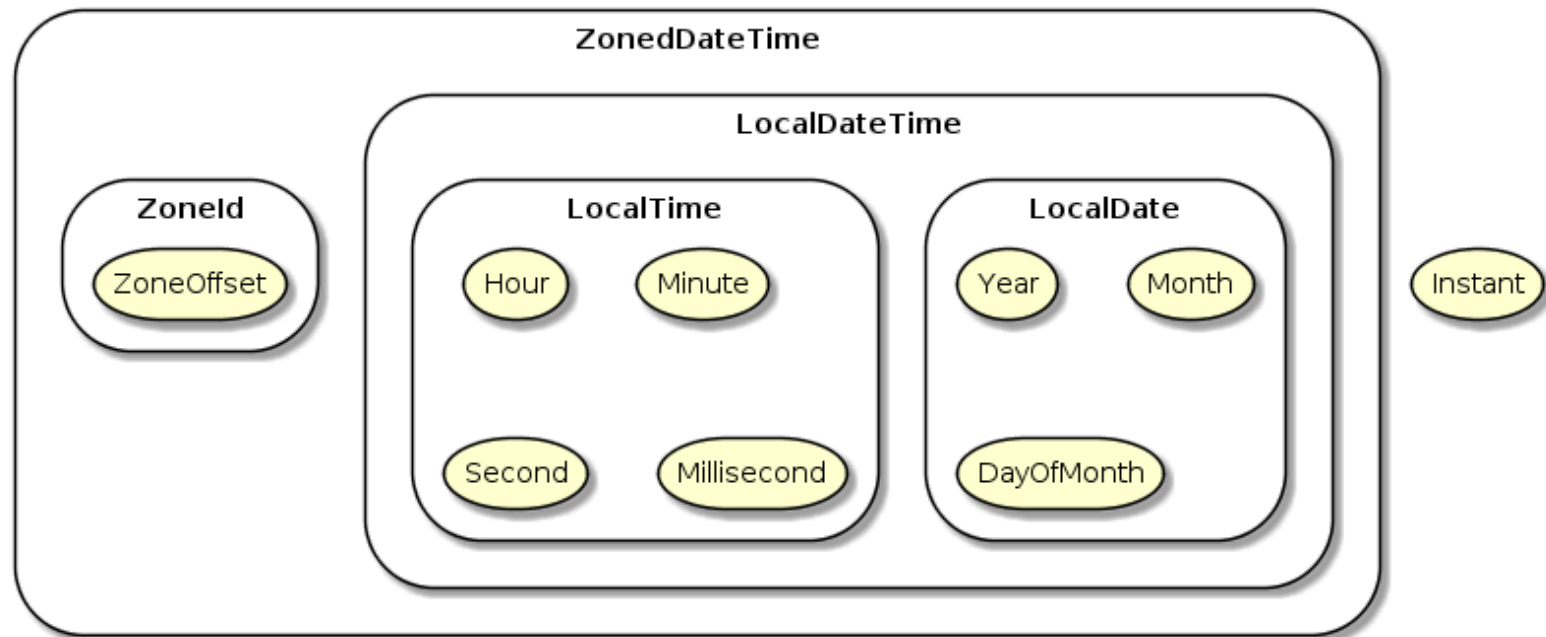 ZonedDateTime
LocalDateTime
ZoneId
LocalTime
LocalDate
ZoneOffset
Hour
Minute
Year
Month
Instant
Second
Millisecond
DayOfMonth